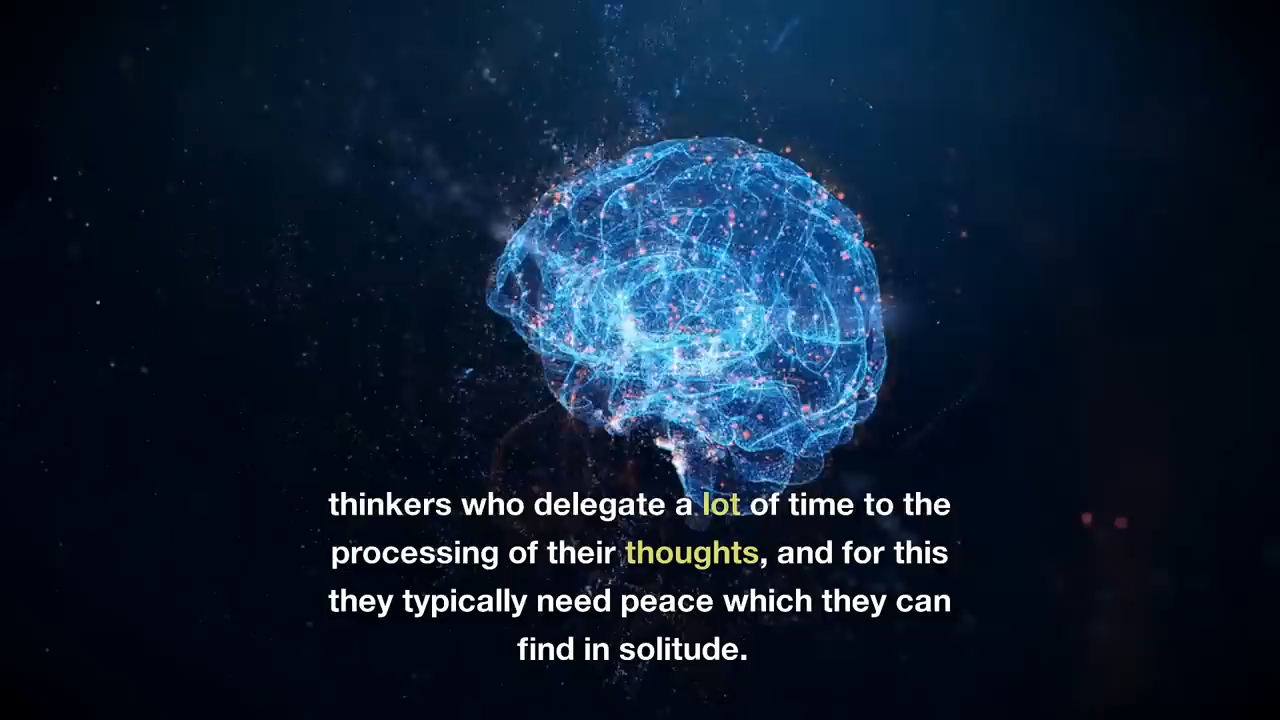 thinkers who delegate a lot of time to the
processing of their thoughts, and for this
they typically need peace which they can
find in solitude.